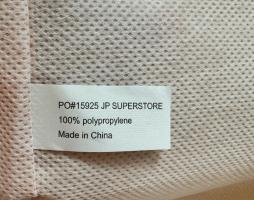 PO#15925 JP SUPERSTORE
100% polypropylene
Made in China